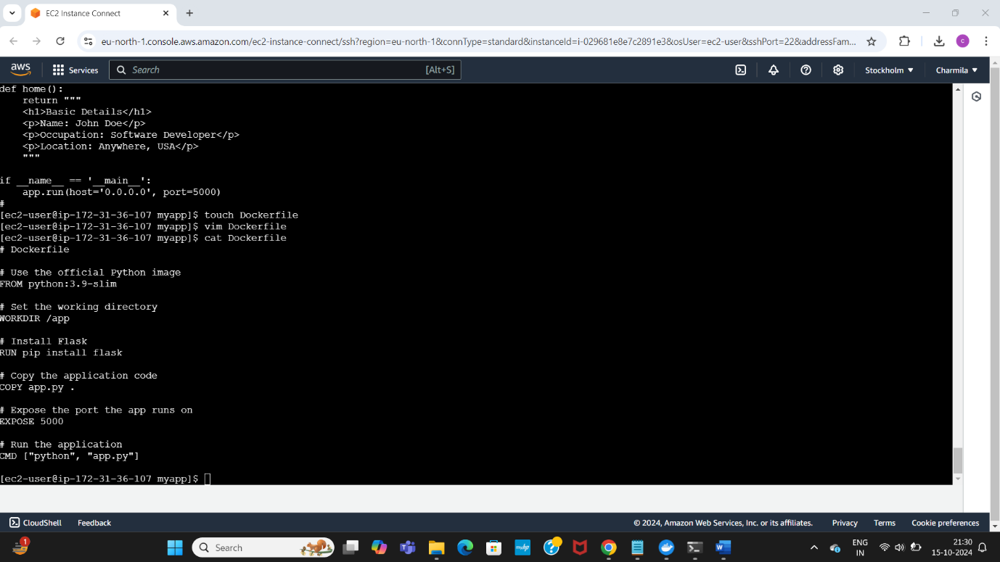 EC2 Instance Connect
eu-north-1.console.aws.amazon.com/ec2-instance-connect/ssh?region=eu-north-1&connType=standard&instanceId=i-029681e8e7c2891e3&osUser=ec2-user&sshPort=22&addressFam...
C
aws
Services
Search
[Alt+S]
Stockholm
Charmila
def home():
return """
<h1>Basic Details</h1>
<p>Name: John Doe</p>
<p>Occupation: Software Developer</p>
<p>Location: Anywhere, USA</p>
"""
if __name__ == '__main__':
app.run(host='0.0.0.0', port=5000)
#
[ec2-user@ip-172-31-36-107 myapp]$ touch Dockerfile
[ec2-user@ip-172-31-36-107 myapp]$ vim Dockerfile
[ec2-user@ip-172-31-36-107 myapp]$ cat Dockerfile
# Dockerfile
# Use the official Python image
FROM python:3.9-slim
# Set the working directory
WORKDIR /app
# Install Flask
RUN pip install flask
# Copy the application code
COPY app.py .
# Expose the port the app runs on
EXPOSE 5000
# Run the application
CMD ["python", "app.py"]
[ec2-user@ip-172-31-36-107 myapp]$
CloudShell
Feedback
© 2024, Amazon Web Services, Inc. or its affiliates.
Privacy
Terms
Cookie preferences
1
Search
ENG
IN
21:30
15-10-2024